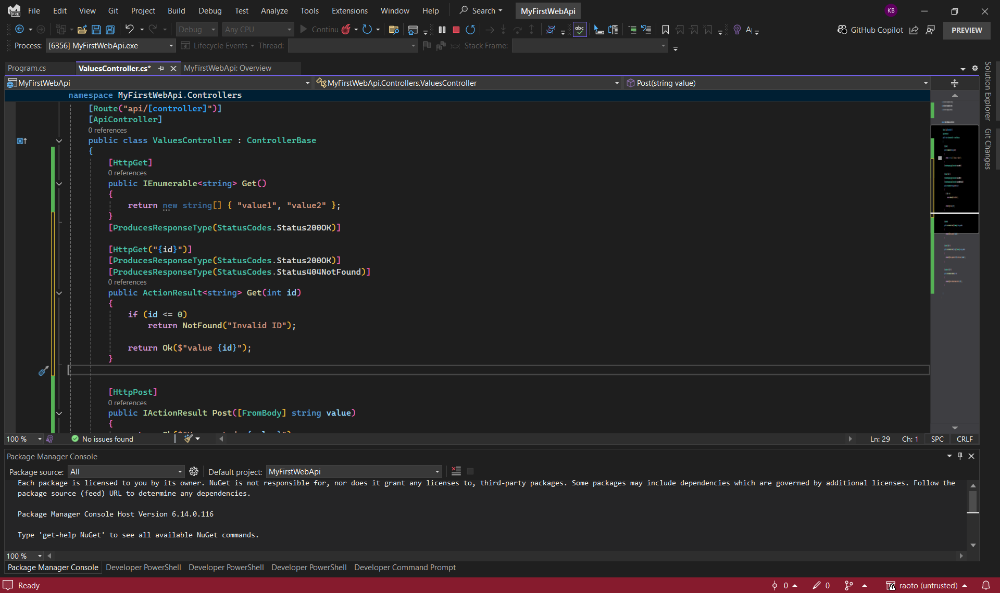 File Edit View Git Project Build Debug Test Analyze Tools Extensions Window Help Search MyFirstWebApi KB
Debug Any CPU Continu abc A GitHub Copilot PREVIEW
Process: [6356] MyFirstWebApi.exe Lifecycle Events Thread: Stack Frame:
Program.cs ValuesController.cs* MyFirstWebApi: Overview
MyFirstWebApi MyFirstWebApi.Controllers.ValuesController Post(string value)
Solution Explorer
Git Changes
namespace MyFirstWebApi.Controllers
[Route("api/[controller]")]
[ApiController]
0 references
public class ValuesController : ControllerBase
{
[HttpGet]
0 references
public IEnumerable<string> Get()
{
return new string[] { "value1", "value2" };
}
[ProducesResponseType(StatusCodes.Status200OK)]
[HttpGet("{id}")]
[ProducesResponseType(StatusCodes.Status200OK)]
[ProducesResponseType(StatusCodes.Status404NotFound)]
0 references
public ActionResult<string> Get(int id)
{
if (id <= 0)
return NotFound("Invalid ID");
return Ok($"value {id}");
}
[HttpPost]
0 references
public IActionResult Post([FromBody] string value)
{
100 % No issues found Ln: 29 Ch: 1 SPC CRLF
Package Manager Console
Package source: All Default project: MyFirstWebApi
Each package is licensed to you by its owner. NuGet is not responsible for, nor does it grant any licenses to, third-party packages. Some packages may include dependencies which are governed by additional licenses. Follow the
package source (feed) URL to determine any dependencies.
Package Manager Console Host Version 6.14.0.116
Type 'get-help NuGet' to see all available NuGet commands.
100 %
Package Manager Console Developer PowerShell Developer PowerShell Developer PowerShell Developer Command Prompt
Ready 0 0 raoto (untrusted)